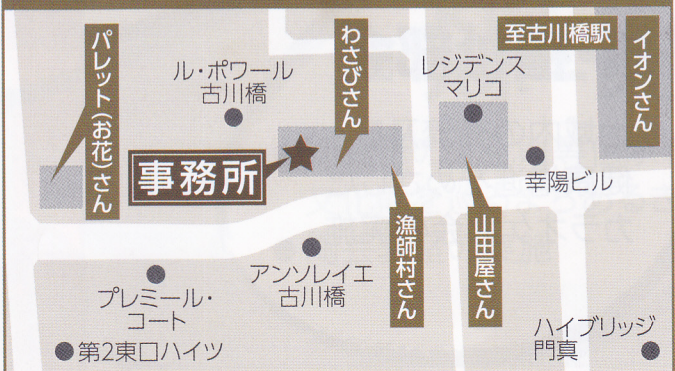 至古川橋駅
イオンさん
わさびさん
パレット(お花)さん
ル・ポワール
古川橋
レジデンス
マリコ
事務所
幸陽ビル
漁師村さん
山田屋さん
アンソレイエ
古川橋
プレミール・
コート
第2東口ハイツ
ハイブリッジ
門真